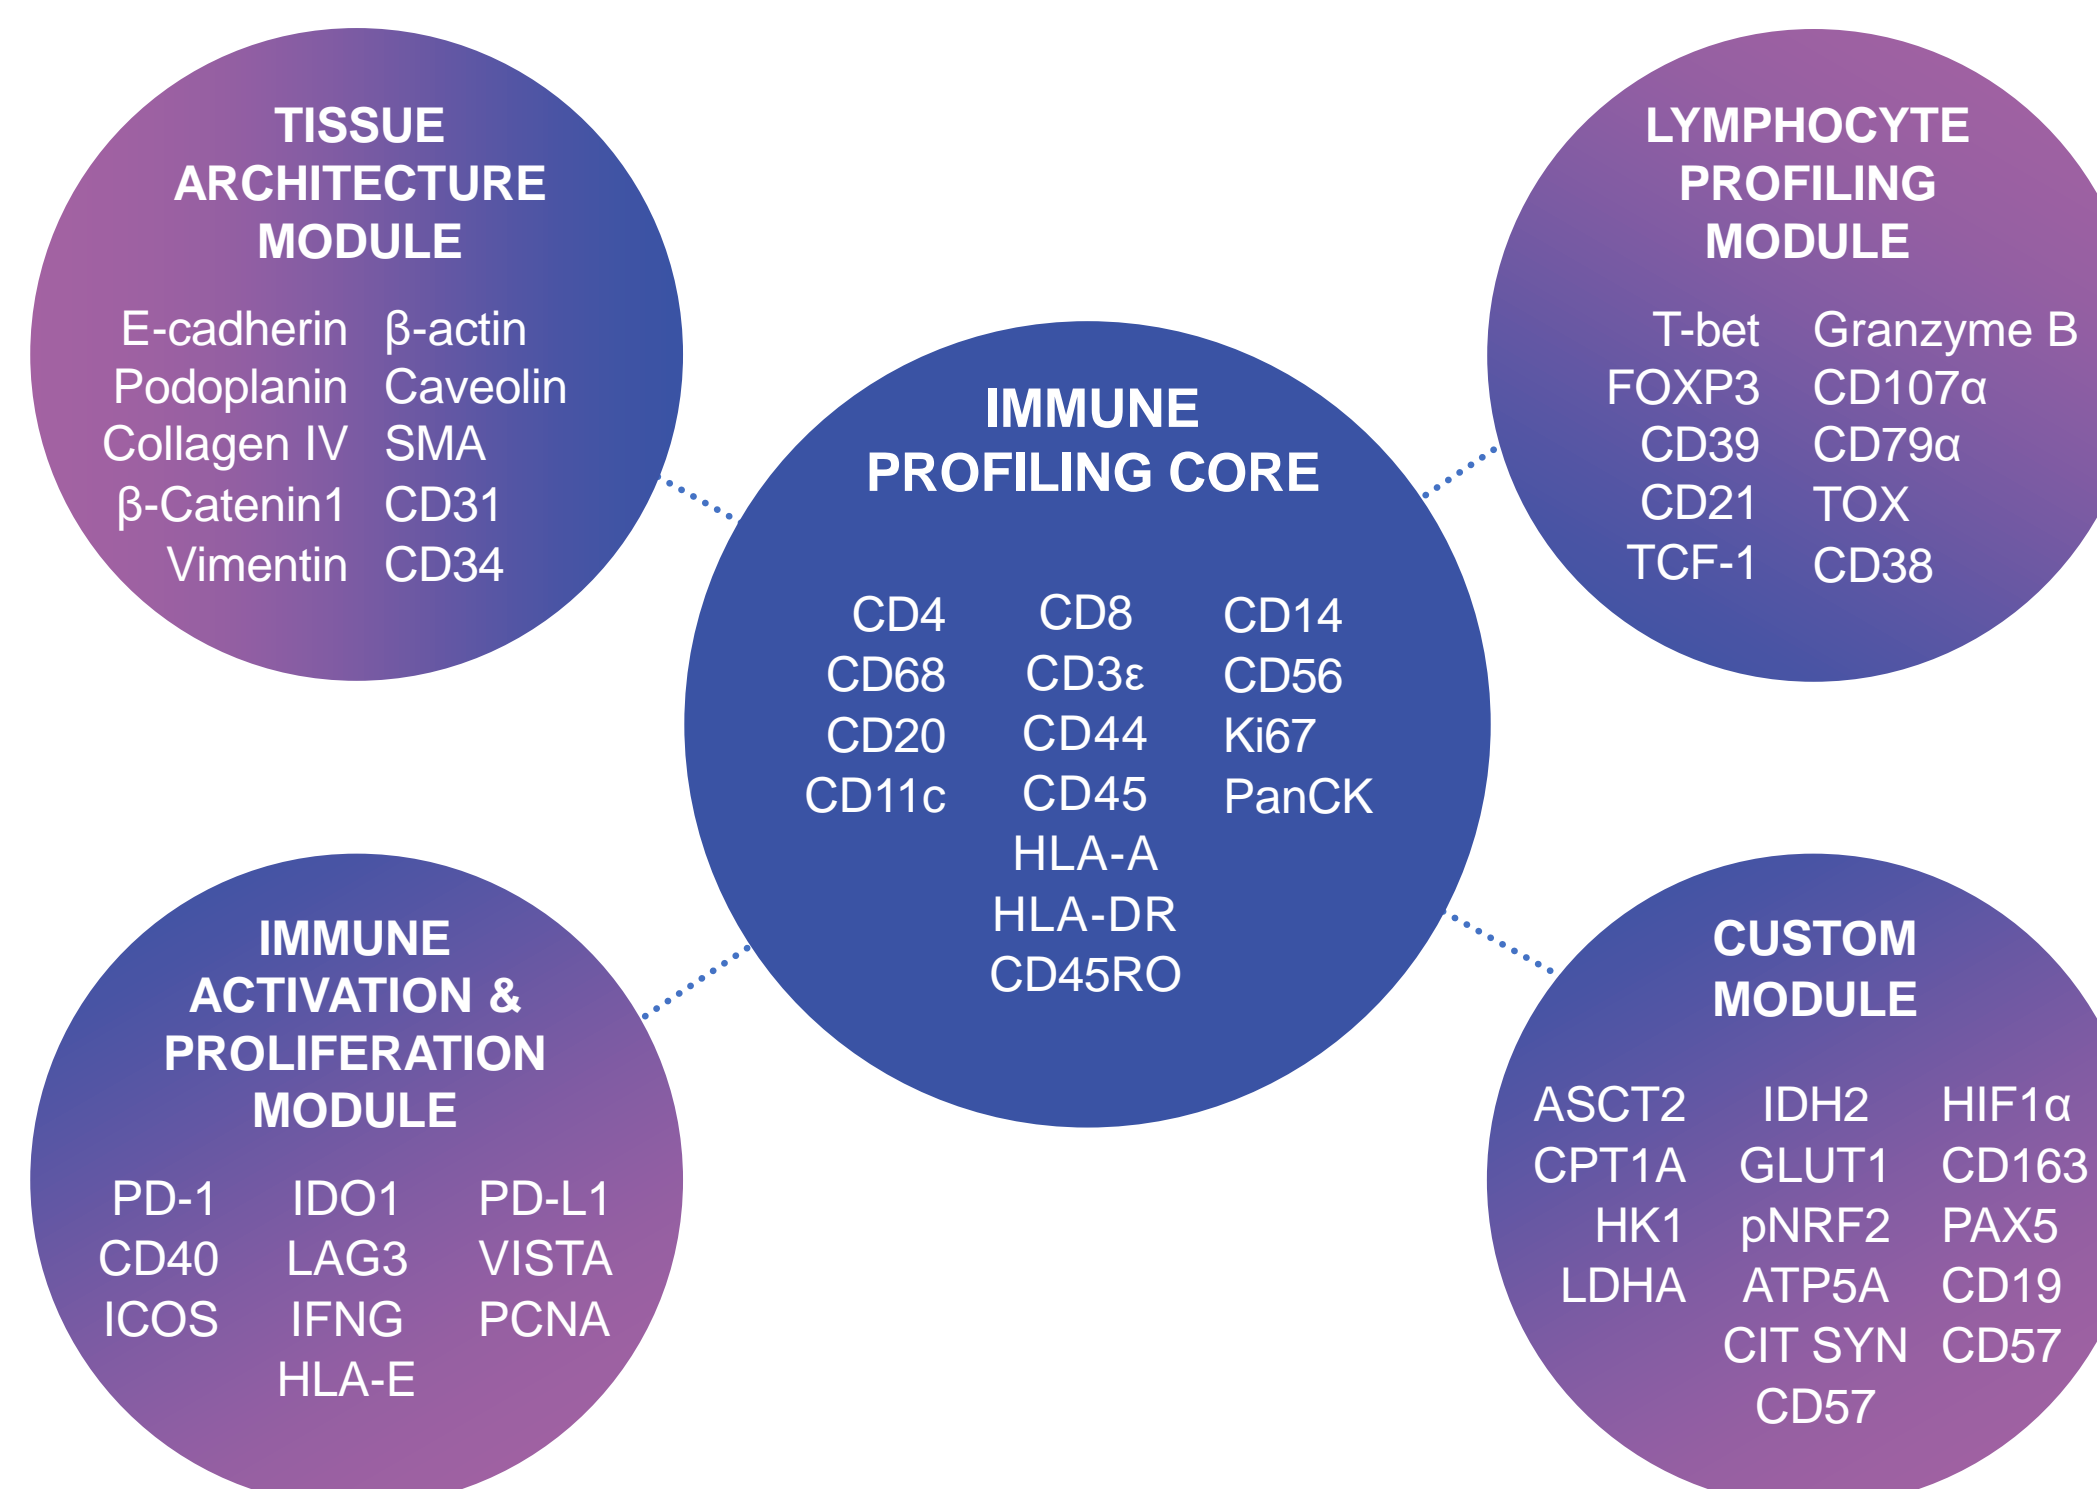 TISSUE
ARCHITECTURE
MODULE
E-cadherin β-actin
Podoplanin Caveolin
Collagen IV SMA
β-Catenin1 CD31
Vimentin CD34
LYMPHOCYTE
PROFILING
MODULE
T-bet Granzyme B
FOXP3 CD107α
CD39 CD79α
CD21 TOX
TCF-1 CD38
IMMUNE
PROFILING CORE
CD4 CD8 CD14
CD68 CD3ε CD56
CD20 CD44 Ki67
CD11c CD45 PanCK
HLA-A
HLA-DR
CD45RO
IMMUNE
ACTIVATION &
PROLIFERATION
MODULE
PD-1 IDO1 PD-L1
CD40 LAG3 VISTA
ICOS IFNG PCNA
HLA-E
CUSTOM
MODULE
ASCT2 IDH2 HIF1α
CPT1A GLUT1 CD163
HK1 pNRF2 PAX5
LDHA ATP5A CD19
CIT SYN CD57
CD57